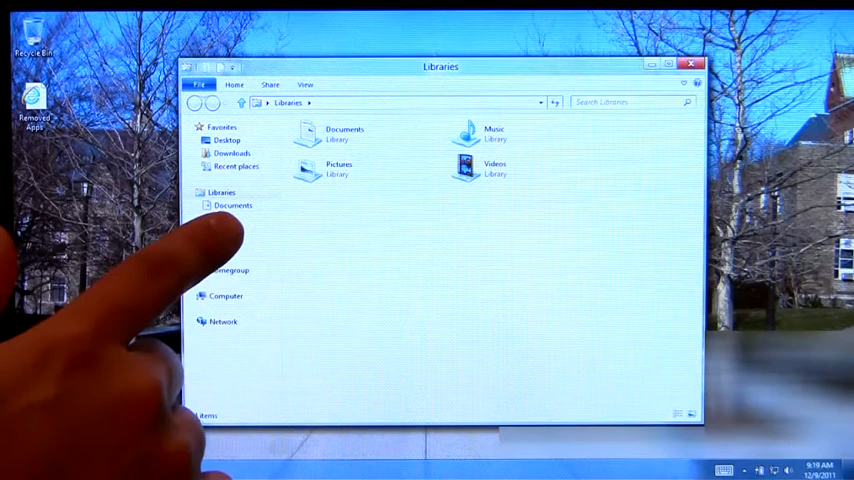 Recycle Bin
Removed
Apps
Libraries
File Home Share View
Libraries
Search Libraries
Favorites
Desktop
Downloads
Recent places
Libraries
Documents
Computer
Network
Documents
Library
Music
Library
Pictures
Library
Videos
Library
items
9:19 AM
12/9/2011